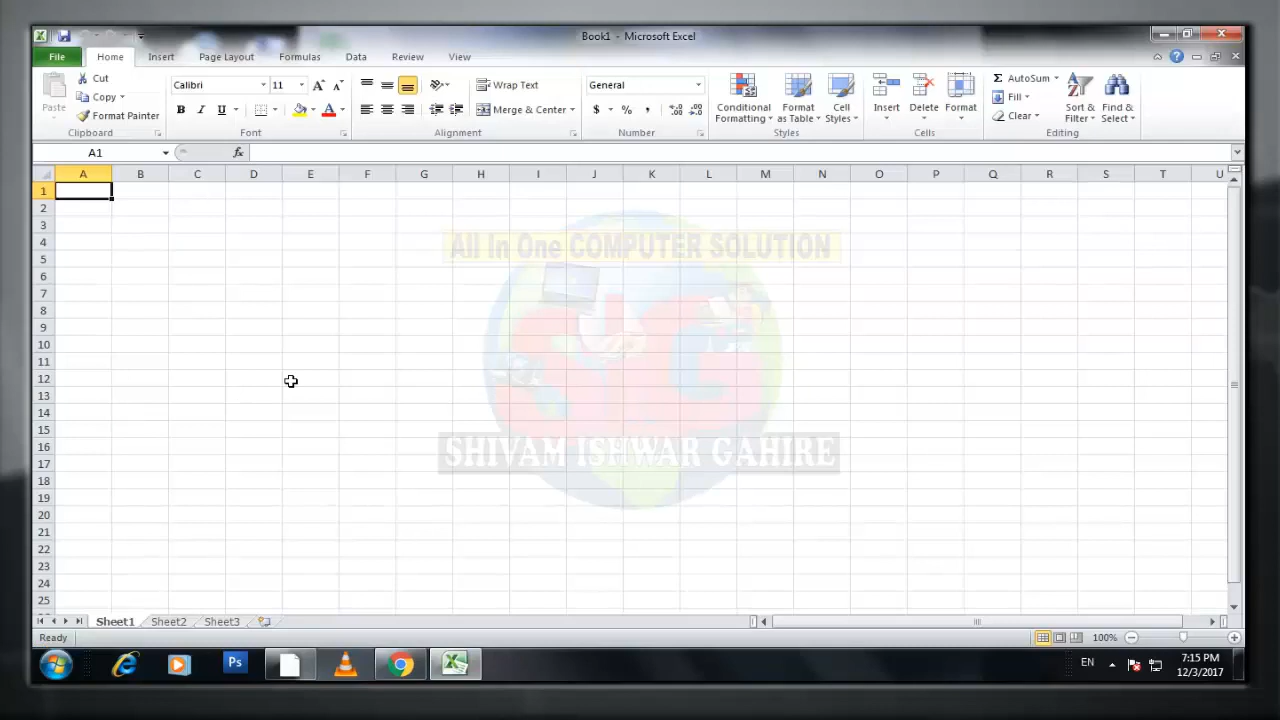 Book1 - Microsoft Excel
File Home Insert Page Layout Formulas Data Review View
Paste
Cut
Copy
Format Painter
Clipboard
Calibri 11
B I U A
Font
Wrap Text
Merge & Center
Alignment
General
$ % ,
Number
Conditional Formatting
Format as Table
Cell Styles
Styles
Insert Delete Format
Cells
Σ AutoSum
Fill
Clear
Sort & Filter
Find & Select
Editing
A1 fx
A B C D E F G H I J K L M N O P Q R S T U
1
2
3
4
5
6
7
8
9
10
11
12
13
14
15
16
17
18
19
20
21
22
23
24
25
All In One COMPUTER SOLUTION
SIG
SHIVAM ISHWAR GAHIRE
Sheet1 Sheet2 Sheet3
Ready 100%
Ps EN 7:15 PM
12/3/2017